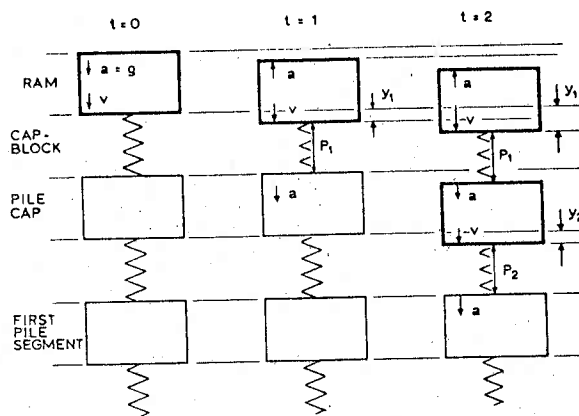 t=0
t=1
t=2
RAM
a = g
v
a
v
y1
a
-v
y1
CAP-
BLOCK
P1
P1
PILE
CAP
a
a
-v
y2
P2
FIRST
PILE
SEGMENT
a